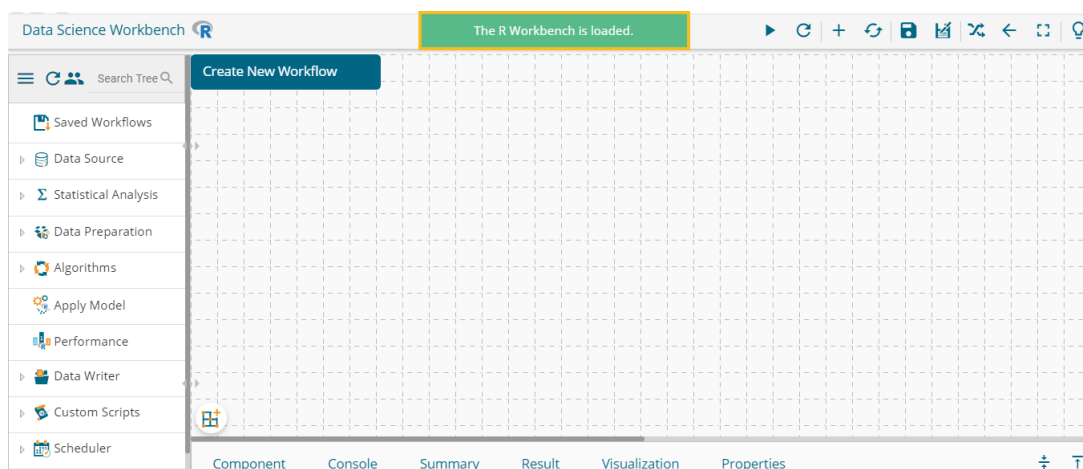 Data Science Workbench
The R Workbench is loaded.
Search Tree
Create New Workflow
Saved Workflows
Data Source
Statistical Analysis
Data Preparation
Algorithms
Apply Model
Performance
Data Writer
Custom Scripts
Scheduler
Component Console Summary Result Visualization Properties